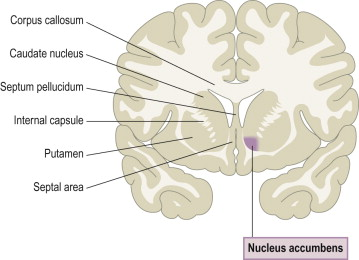 Corpus callosum
Caudate nucleus
Septum pellucidum
Internal capsule
Putamen
Septal area
Nucleus accumbens